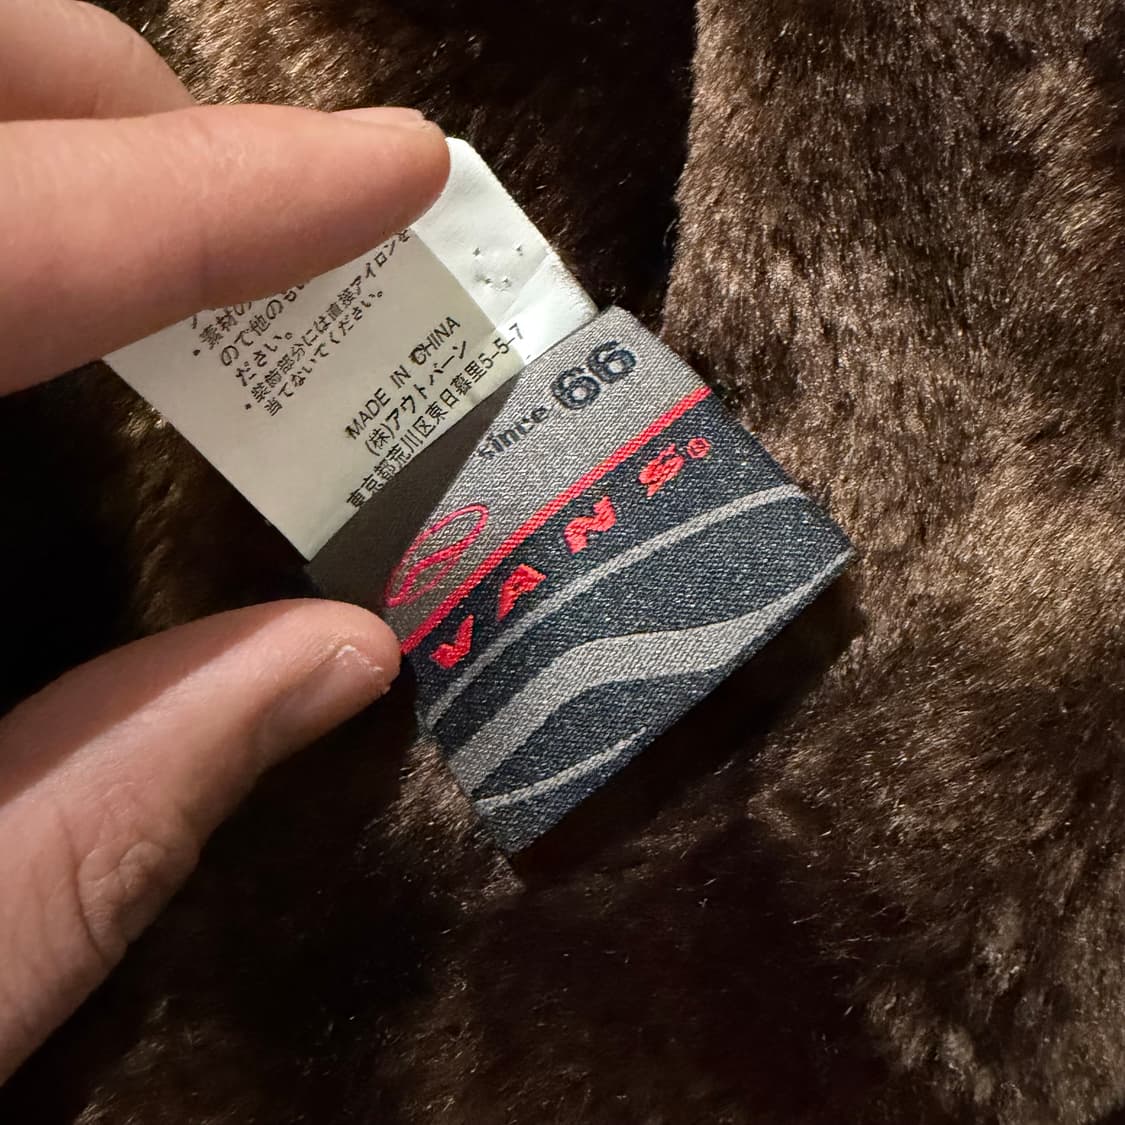 ・素材の
ので他のも
ださい。
・装飾部分には直接アイロンを
当てないでください。
MADE IN CHINA
(株)アウトバーン
東京都荒川区東日暮里5-5-7
since 66
VANS®